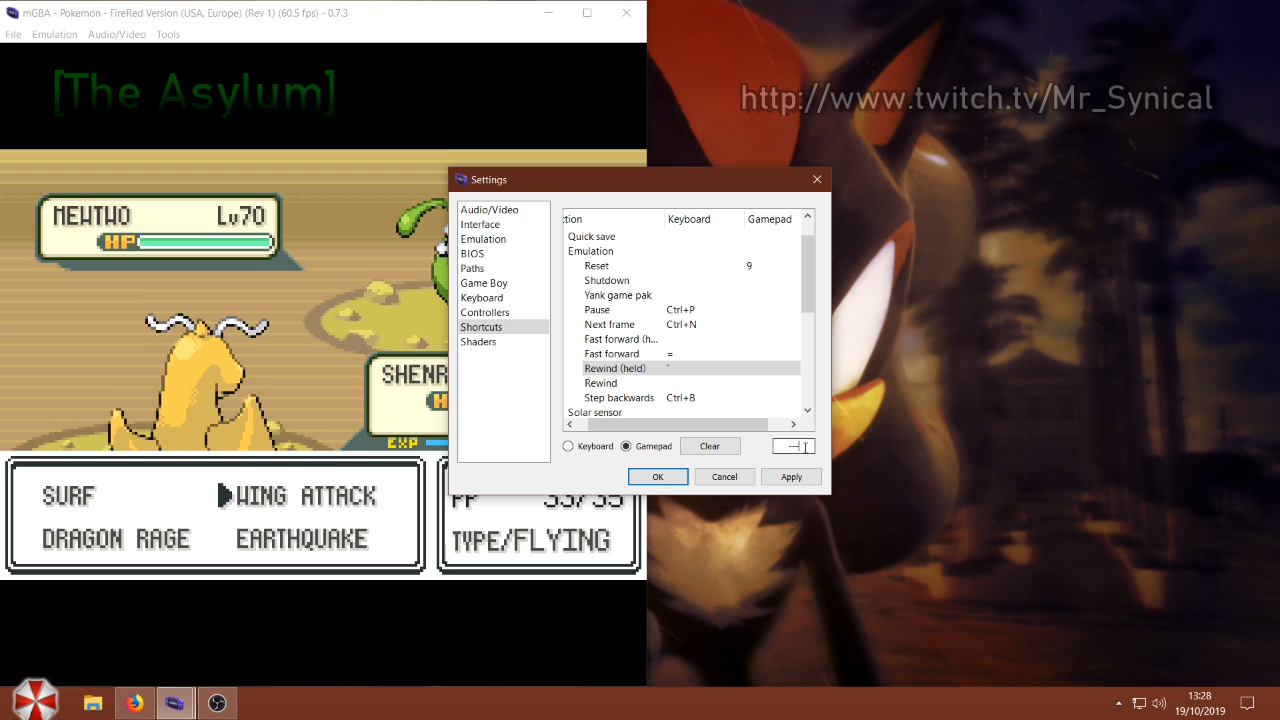 mGBA - Pokemon - FireRed Version (USA, Europe) (Rev 1) (60.5 fps) - 0.7.3
File Emulation Audio/Video Tools
[The Asylum]
http://www.twitch.tv/Mr_Synical
MEWTWO Lv70
HP
SHENR
H
EXP
SURF WING ATTACK
DRAGON RAGE EARTHQUAKE
PP 33/35
TYPE/FLYING
Settings
Audio/Video
Interface
Emulation
BIOS
Paths
Game Boy
Keyboard
Controllers
Shortcuts
Shaders
ction Keyboard Gamepad
Quick save
Emulation
Reset 9
Shutdown
Yank game pak
Pause Ctrl+P
Next frame Ctrl+N
Fast forward (h...
Fast forward =
Rewind (held) `
Rewind
Step backwards Ctrl+B
Solar sensor
Keyboard Gamepad Clear ---
OK Cancel Apply
13:28
19/10/2019